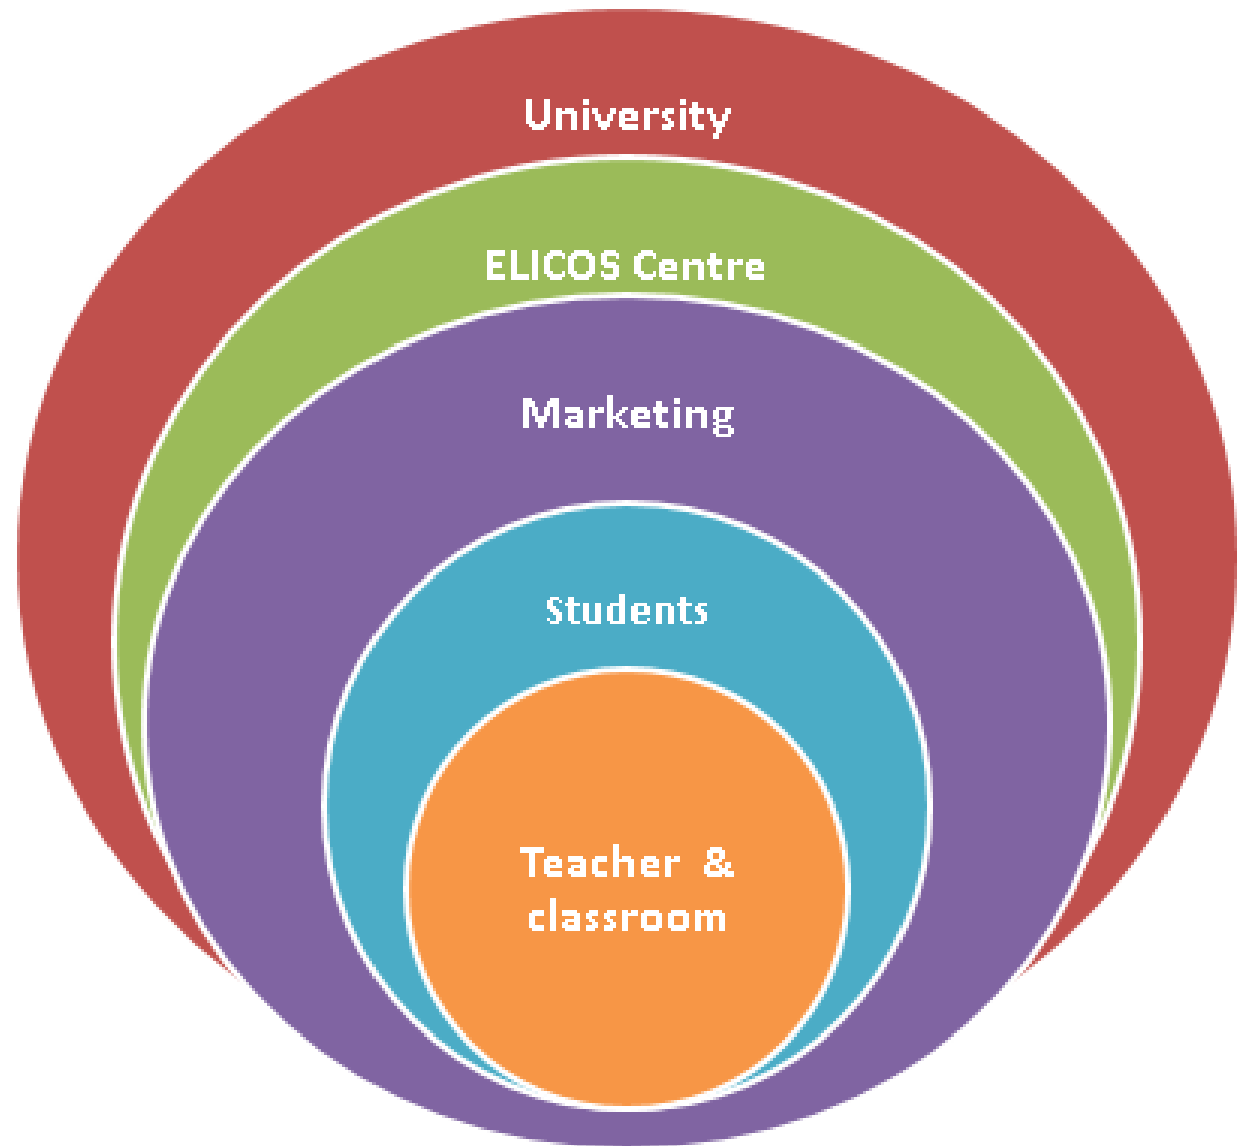 University
ELICOS Centre
Marketing
Students
Teacher &
classroom